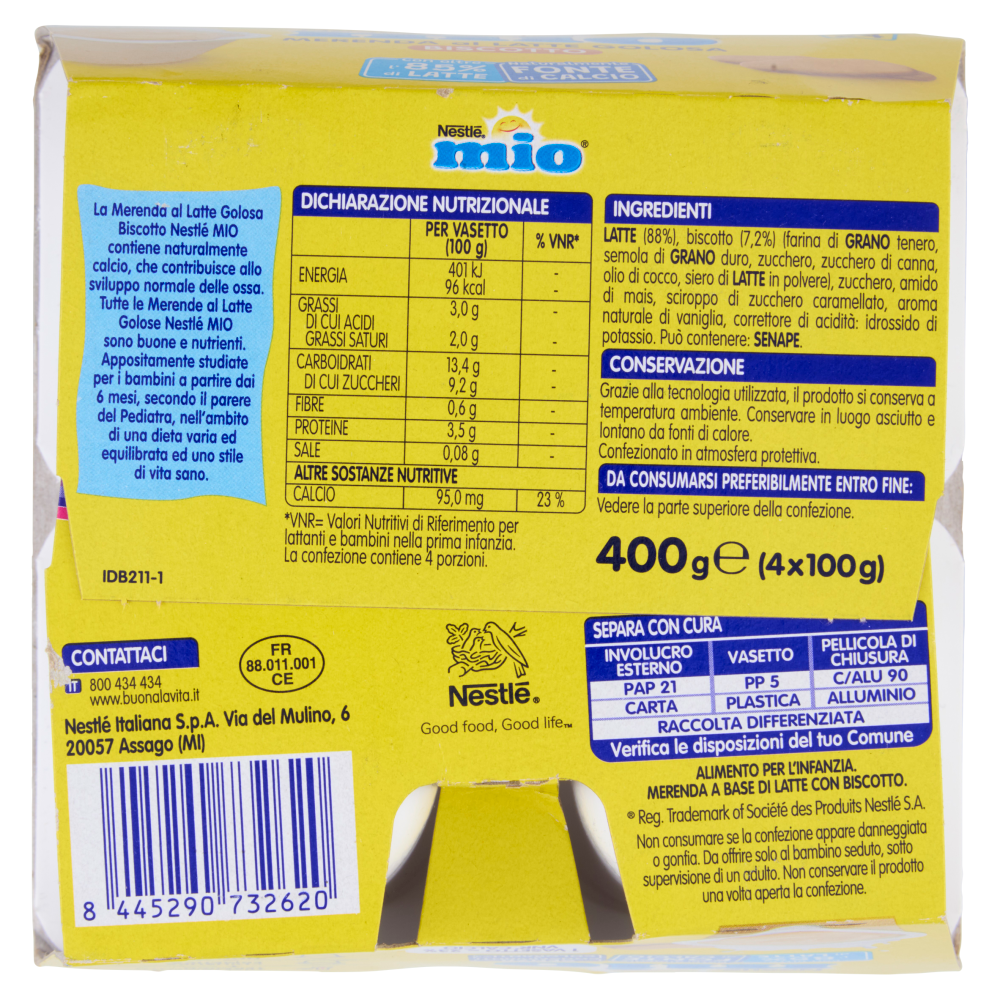 MERENDA AL LATTE GOLOSA
BISCOTTO
85%
di LATTE
FONTE
di CALCIO
Nestlé
mio®
La Merenda al Latte Golosa
Biscotto Nestlé MIO
contiene naturalmente
calcio, che contribuisce allo
sviluppo normale delle ossa.
Tutte le Merende al Latte
Golose Nestlé MIO
sono buone e nutrienti.
Appositamente studiate
per i bambini a partire dai
6 mesi, secondo il parere
del Pediatra, nell'ambito
di una dieta varia ed
equilibrata ed uno stile
di vita sano.
IDB211-1
DICHIARAZIONE NUTRIZIONALE
PER VASETTO (100 g) % VNR*
ENERGIA 401 kJ -
96 kcal -
GRASSI 3,0 g -
DI CUI ACIDI
GRASSI SATURI 2,0 g -
CARBOIDRATI 13,4 g -
DI CUI ZUCCHERI 9,2 g -
FIBRE 0,6 g -
PROTEINE 3,5 g -
SALE 0,08 g -
ALTRE SOSTANZE NUTRITIVE
CALCIO 95,0 mg 23 %
*VNR= Valori Nutritivi di Riferimento per
lattanti e bambini nella prima infanzia.
La confezione contiene 4 porzioni.
INGREDIENTI
LATTE (88%), biscotto (7,2%) (farina di GRANO tenero,
semola di GRANO duro, zucchero, zucchero di canna,
olio di cocco, siero di LATTE in polvere), zucchero, amido
di mais, sciroppo di zucchero caramellato, aroma
naturale di vaniglia, correttore di acidità: idrossido di
potassio. Può contenere: SENAPE.
CONSERVAZIONE
Grazie alla tecnologia utilizzata, il prodotto si conserva a
temperatura ambiente. Conservare in luogo asciutto e
lontano da fonti di calore.
Confezionato in atmosfera protettiva.
DA CONSUMARSI PREFERIBILMENTE ENTRO FINE:
Vedere la parte superiore della confezione.
400 g e (4x100 g)
CONTATTACI
IT 800 434 434
www.buonalavita.it
Nestlé Italiana S.p.A. Via del Mulino, 6
20057 Assago (MI)
FR
88.011.001
CE
Nestlé®
Good food, Good life™
SEPARA CON CURA
INVOLUCRO ESTERNO VASETTO PELLICOLA DI CHIUSURA
PAP 21 PP 5 C/ALU 90
CARTA PLASTICA ALLUMINIO
RACCOLTA DIFFERENZIATA
Verifica le disposizioni del tuo Comune
ALIMENTO PER L'INFANZIA.
MERENDA A BASE DI LATTE CON BISCOTTO.
® Reg. Trademark of Société des Produits Nestlé S.A.
Non consumare se la confezione appare danneggiata
o gonfia. Da offrire solo al bambino seduto, sotto
supervisione di un adulto. Non conservare il prodotto
una volta aperta la confezione.
8 445290 732620